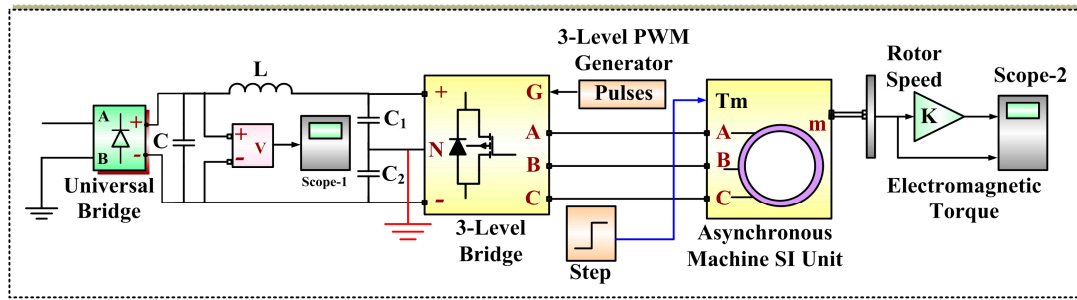 A
B
+
-
Universal
Bridge
C
L
+
-
V
Scope-1
C1
C2
+
N
-
G
A
B
C
3-Level
Bridge
3-Level PWM
Generator
Pulses
Step
Tm
A
B
C
m
Asynchronous
Machine SI Unit
Rotor
Speed
K
Scope-2
Electromagnetic
Torque